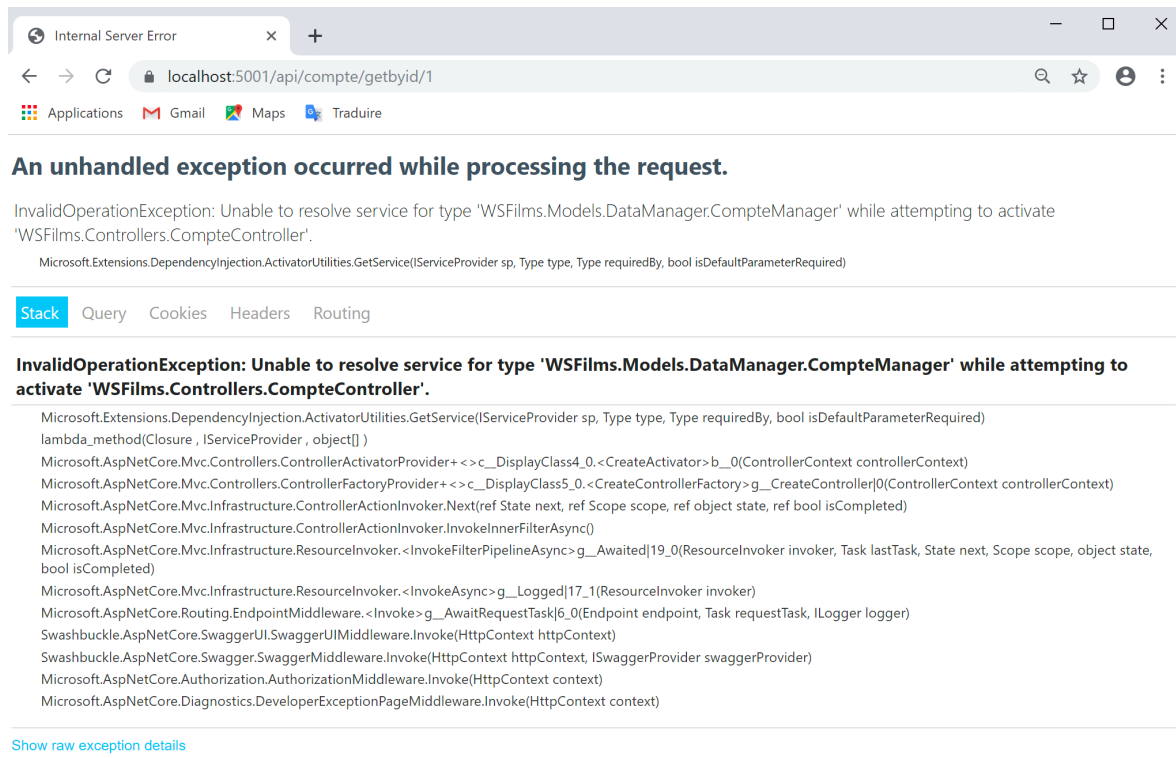 Internal Server Error
localhost:5001/api/compte/getbyid/1
Applications Gmail Maps Traduire
An unhandled exception occurred while processing the request.
InvalidOperationException: Unable to resolve service for type 'WSFilms.Models.DataManager.CompteManager' while attempting to activate
'WSFilms.Controllers.CompteController'.
Microsoft.Extensions.DependencyInjection.ActivatorUtilities.GetService(IServiceProvider sp, Type type, Type requiredBy, bool isDefaultParameterRequired)
Stack Query Cookies Headers Routing
InvalidOperationException: Unable to resolve service for type 'WSFilms.Models.DataManager.CompteManager' while attempting to
activate 'WSFilms.Controllers.CompteController'.
Microsoft.Extensions.DependencyInjection.ActivatorUtilities.GetService(IServiceProvider sp, Type type, Type requiredBy, bool isDefaultParameterRequired)
lambda_method(Closure , IServiceProvider , object[] )
Microsoft.AspNetCore.Mvc.Controllers.ControllerActivatorProvider+<>c__DisplayClass4_0.<CreateActivator>b__0(ControllerContext controllerContext)
Microsoft.AspNetCore.Mvc.Controllers.ControllerFactoryProvider+<>c__DisplayClass5_0.<CreateControllerFactory>g__CreateController|0(ControllerContext controllerContext)
Microsoft.AspNetCore.Mvc.Infrastructure.ControllerActionInvoker.Next(ref State next, ref Scope scope, ref object state, ref bool isCompleted)
Microsoft.AspNetCore.Mvc.Infrastructure.ControllerActionInvoker.InvokeInnerFilterAsync()
Microsoft.AspNetCore.Mvc.Infrastructure.ResourceInvoker.<InvokeFilterPipelineAsync>g__Awaited|19_0(ResourceInvoker invoker, Task lastTask, State next, Scope scope, object state,
bool isCompleted)
Microsoft.AspNetCore.Mvc.Infrastructure.ResourceInvoker.<InvokeAsync>g__Logged|17_1(ResourceInvoker invoker)
Microsoft.AspNetCore.Routing.EndpointMiddleware.<Invoke>g__AwaitRequestTask|6_0(Endpoint endpoint, Task requestTask, ILogger logger)
Swashbuckle.AspNetCore.SwaggerUI.SwaggerUIMiddleware.Invoke(HttpContext httpContext)
Swashbuckle.AspNetCore.Swagger.SwaggerMiddleware.Invoke(HttpContext httpContext, ISwaggerProvider swaggerProvider)
Microsoft.AspNetCore.Authorization.AuthorizationMiddleware.Invoke(HttpContext context)
Microsoft.AspNetCore.Diagnostics.DeveloperExceptionPageMiddleware.Invoke(HttpContext context)
Show raw exception details